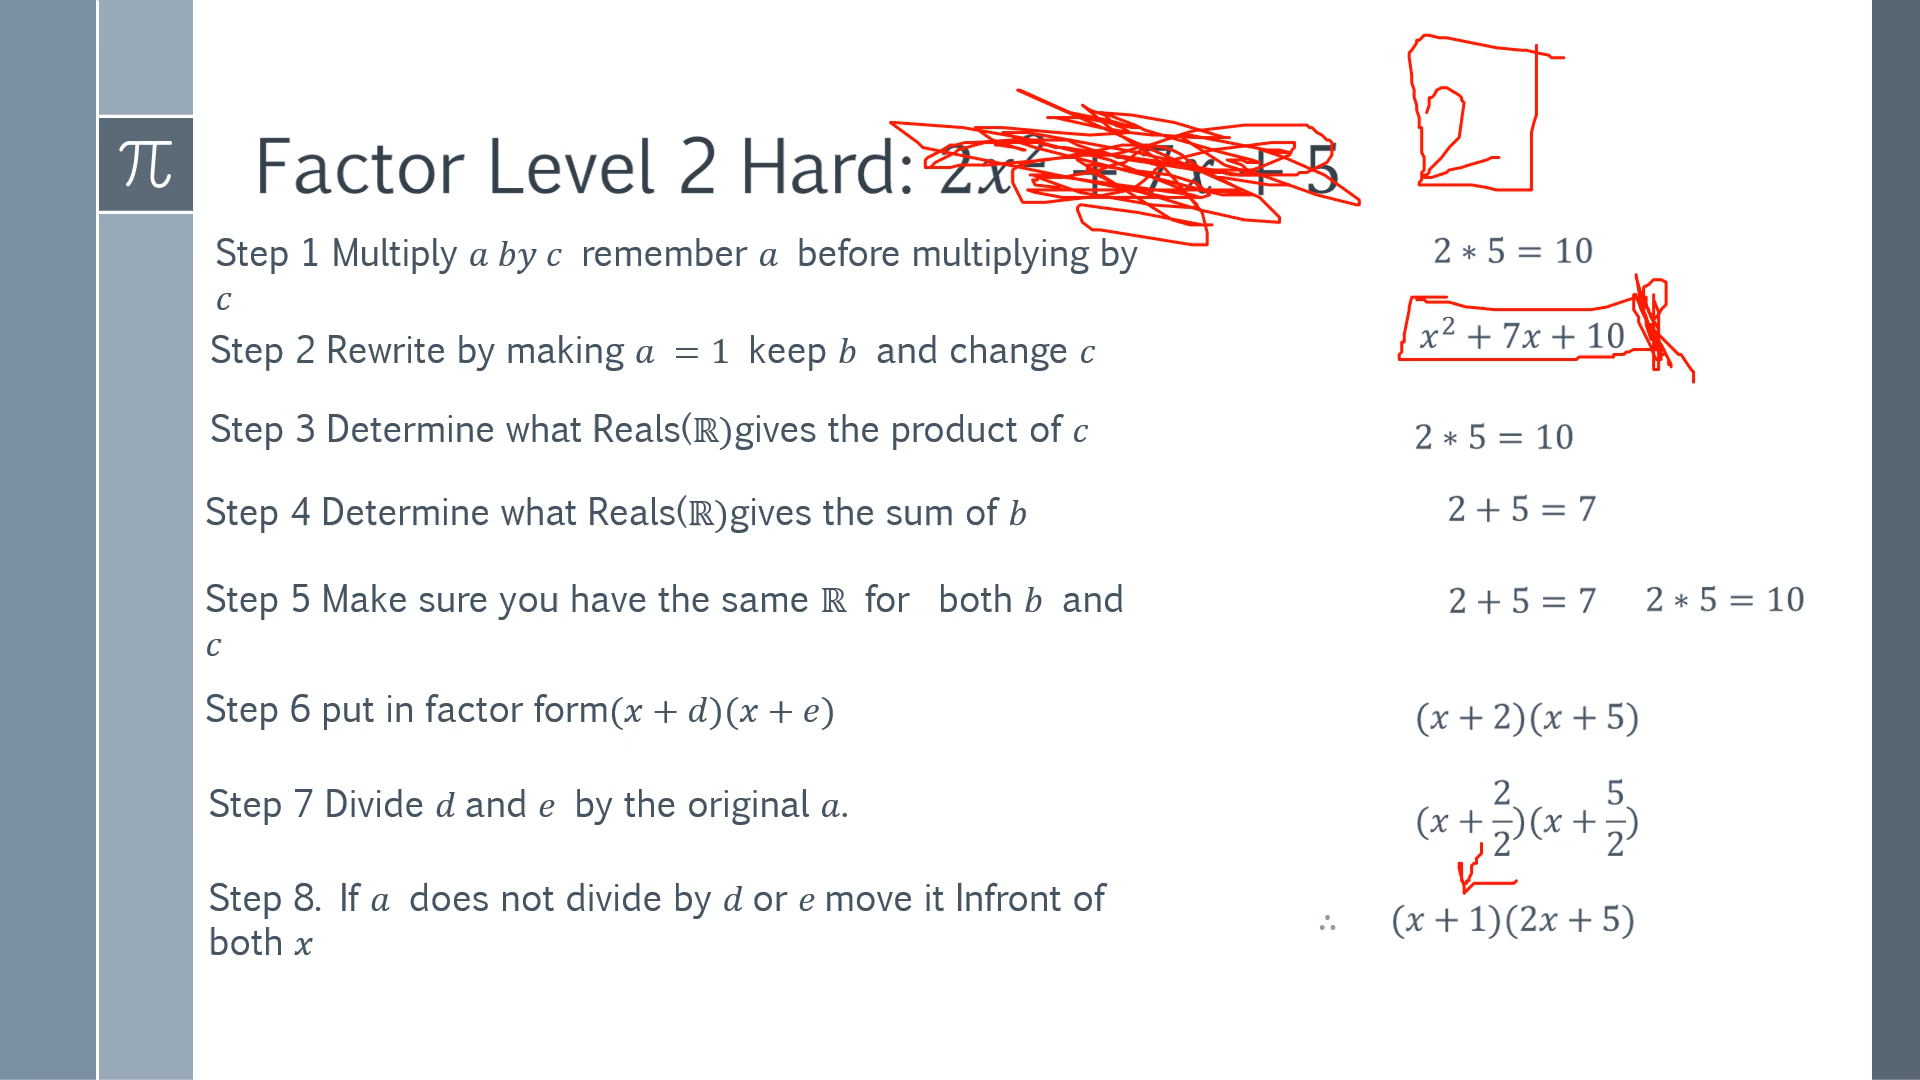 π
Factor Level 2 Hard: 2x² + 7x + 5
2
Step 1 Multiply a by c remember a before multiplying by
c
2 ∗ 5 = 10
Step 2 Rewrite by making a = 1 keep b and change c
x² + 7x + 10
Step 3 Determine what Reals(ℝ)gives the product of c
2 ∗ 5 = 10
Step 4 Determine what Reals(ℝ)gives the sum of b
2 + 5 = 7
Step 5 Make sure you have the same ℝ for both b and
c
2 + 5 = 7 2 ∗ 5 = 10
Step 6 put in factor form(x + d)(x + e)
(x + 2)(x + 5)
Step 7 Divide d and e by the original a.
(x + 2/2)(x + 5/2)
Step 8. If a does not divide by d or e move it Infront of
both x
∴ (x + 1)(2x + 5)